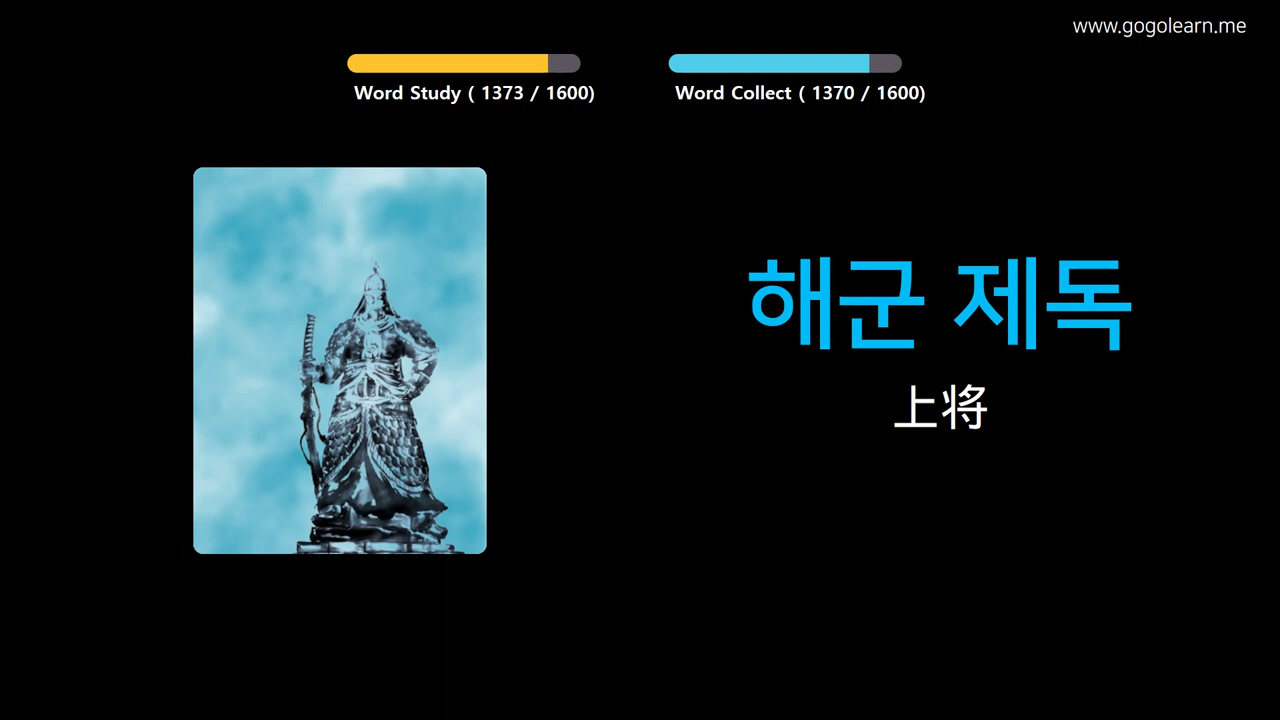 www.gogolearn.me
Word Study ( 1373 / 1600)
Word Collect ( 1370 / 1600)
해군 제독
上将